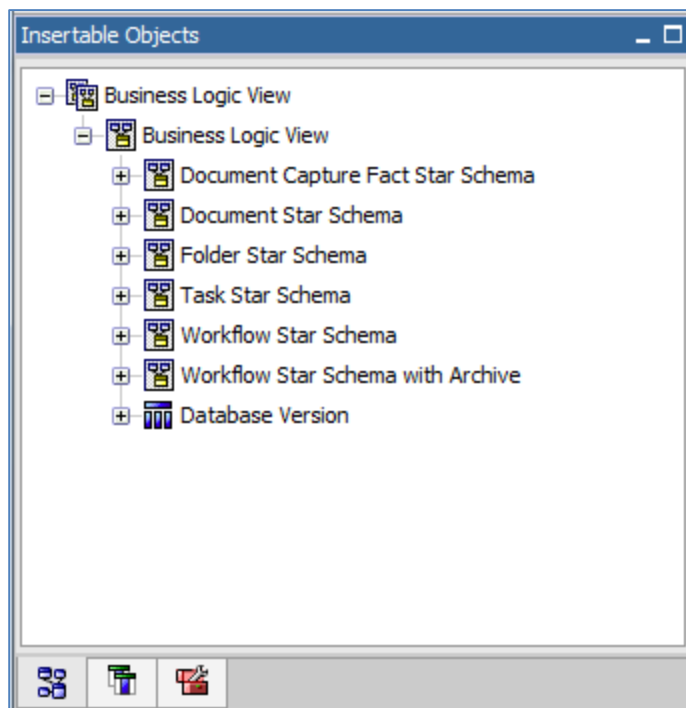 Insertable Objects
Business Logic View
Business Logic View
Document Capture Fact Star Schema
Document Star Schema
Folder Star Schema
Task Star Schema
Workflow Star Schema
Workflow Star Schema with Archive
Database Version